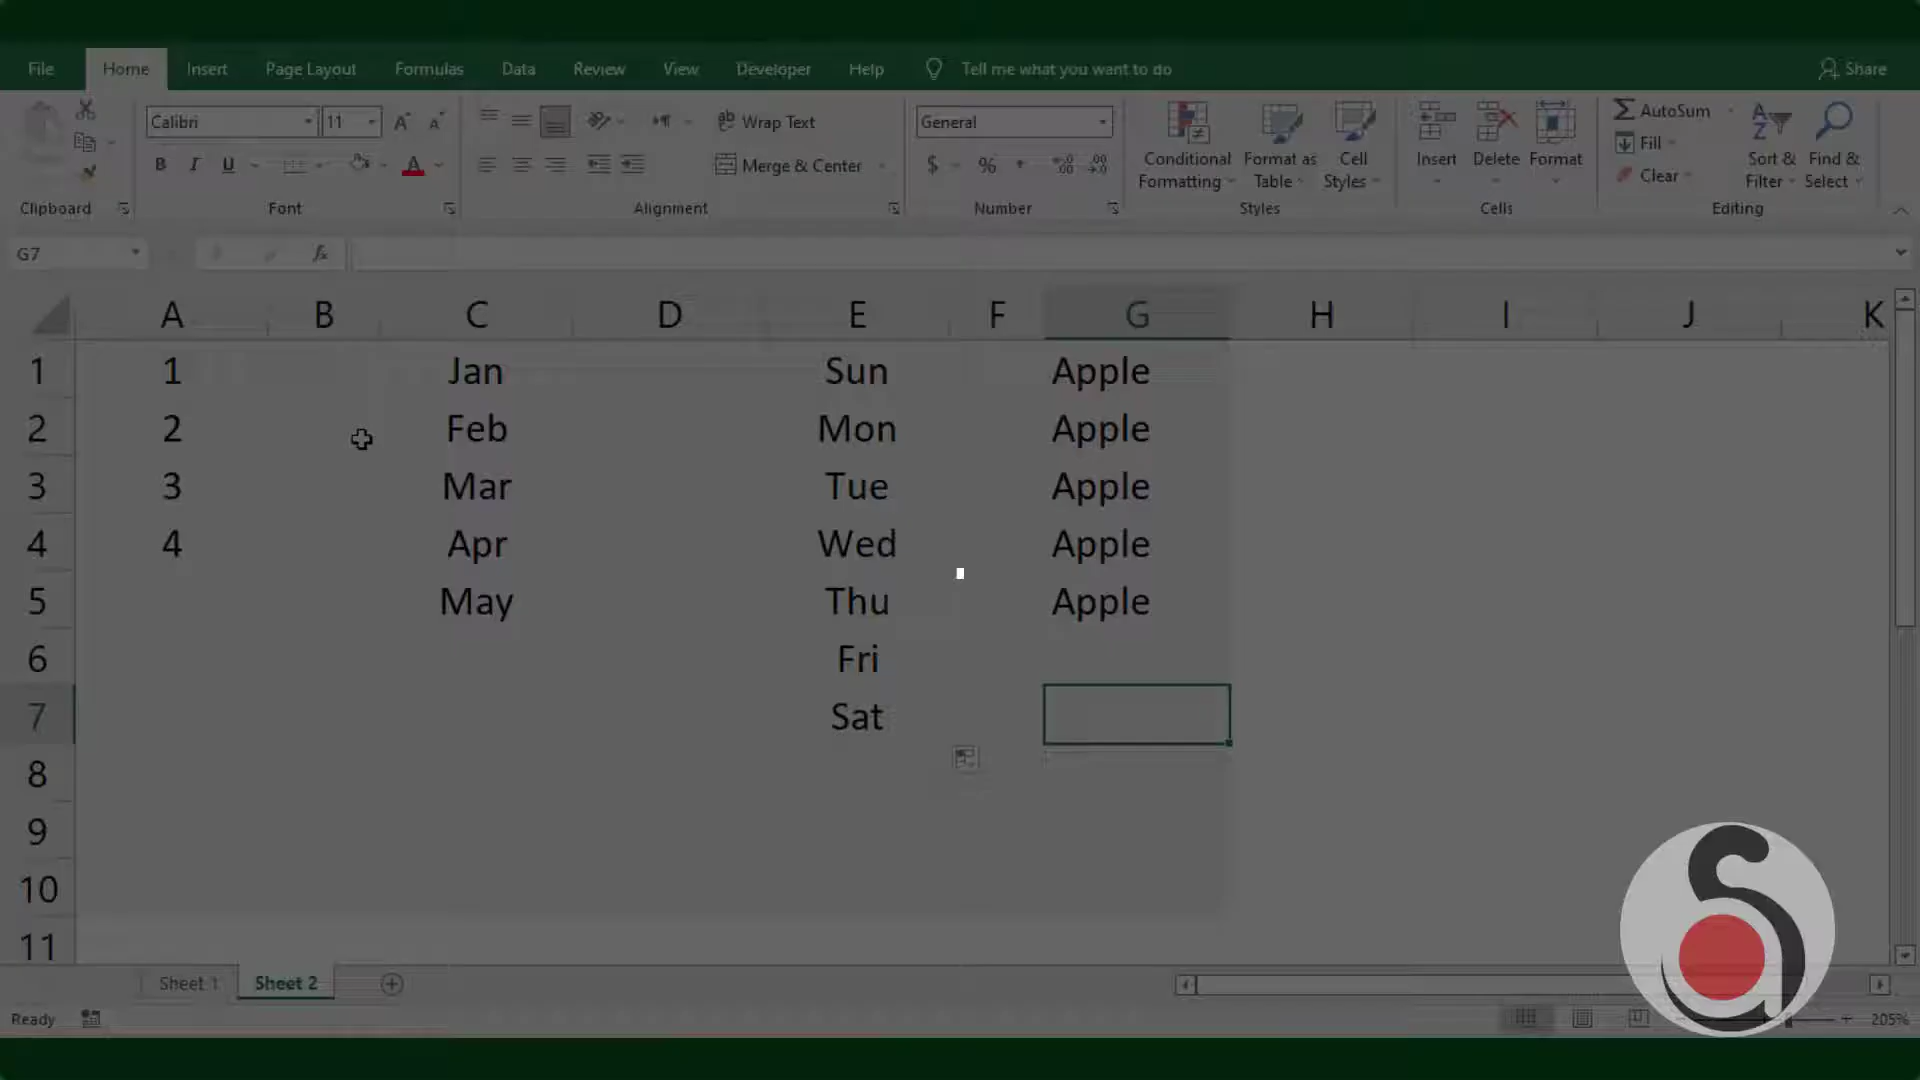 File Home Insert Page Layout Formulas Data Review View Developer Help Tell me what you want to do Share
Calibri 11 A A Wrap Text General Conditional Formatting Format as Table Cell Styles Insert Delete Format AutoSum Fill Clear Sort & Filter Find & Select
B I U A Merge & Center $ %
Clipboard Font Alignment Number Styles Cells Editing
G7 fx
A B C D E F G H I J K
1 1 Jan Sun Apple
2 2 Feb Mon Apple
3 3 Mar Tue Apple
4 4 Apr Wed Apple
5 May Thu Apple
6 Fri
7 Sat
8
9
10
11
Sheet 1 Sheet 2
Ready 205%